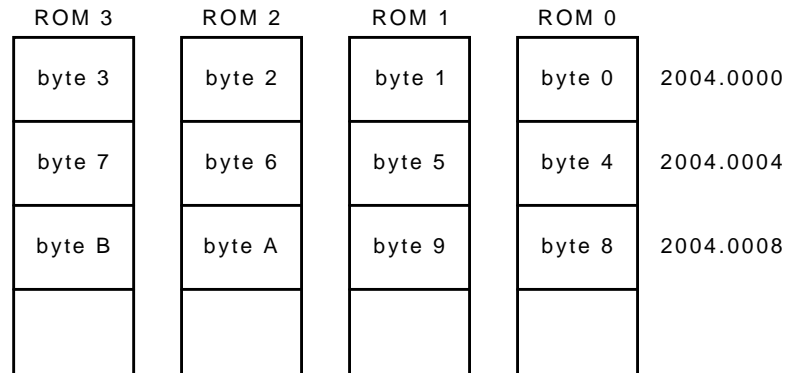 ROM 3 ROM 2 ROM 1 ROM 0
byte 3 byte 2 byte 1 byte 0 2004.0000
byte 7 byte 6 byte 5 byte 4 2004.0004
byte B byte A byte 9 byte 8 2004.0008